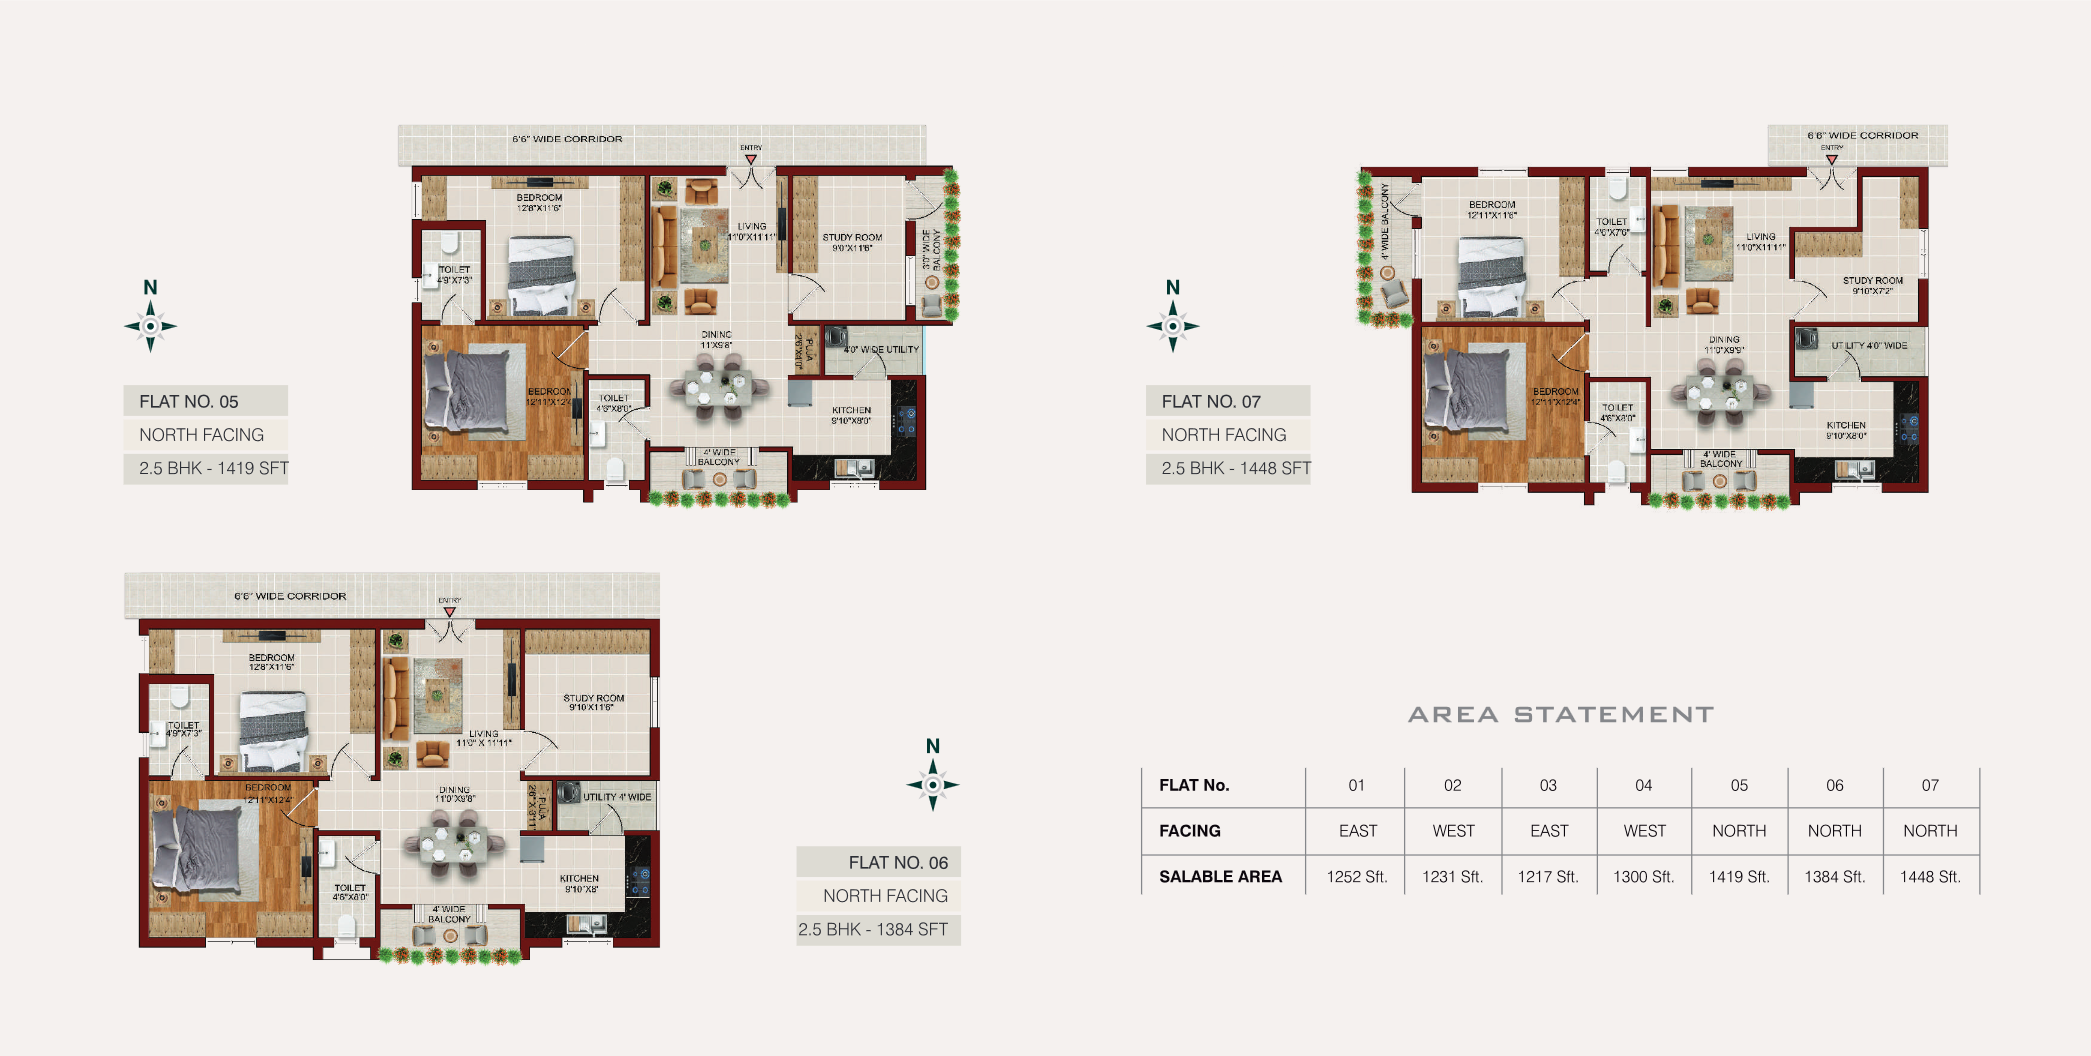 6'6" WIDE CORRIDOR
ENTRY
BEDROOM
12'8"X11'6"
LIVING
11'0"X11'11"
STUDY ROOM
9'0"X11'6"
3'0" WIDE
BALCONY
TOILET
4'9"X7'3"
DINING
11'X9'8"
PUJA
2'6"X4'0"
4'0" WIDE UTILITY
BEDROOM
12'11"X12'4"
TOILET
4'6"X8'0"
KITCHEN
9'10"X8'0"
4' WIDE
BALCONY
N
FLAT NO. 05
NORTH FACING
2.5 BHK - 1419 SFT
6'6" WIDE CORRIDOR
ENTRY
4' WIDE BALCONY
BEDROOM
12'11"X11'6"
TOILET
4'6"X7'6"
LIVING
11'0"X11'11"
STUDY ROOM
9'10"X7'2"
DINING
11'0"X9'9"
UTILITY 4'0" WIDE
BEDROOM
12'11"X12'4"
TOILET
4'6"X8'0"
KITCHEN
9'10"X8'0"
4' WIDE
BALCONY
N
FLAT NO. 07
NORTH FACING
2.5 BHK - 1448 SFT
6'6" WIDE CORRIDOR
ENTRY
BEDROOM
12'8"X11'6"
STUDY ROOM
9'10'X11'6"
TOILET
4'9"X7'3"
LIVING
11'0" X 11'11"
BEDROOM
12'11"X12'4"
DINING
11'0"X9'8"
PUJA
2'6" X 3'11"
UTILITY 4' WIDE
TOILET
4'6"X8'0"
KITCHEN
9'10"X8'
4' WIDE
BALCONY
N
FLAT NO. 06
NORTH FACING
2.5 BHK - 1384 SFT
AREA STATEMENT
FLAT No. 01 02 03 04 05 06 07
FACING EAST WEST EAST WEST NORTH NORTH NORTH
SALABLE AREA 1252 Sft. 1231 Sft. 1217 Sft. 1300 Sft. 1419 Sft. 1384 Sft. 1448 Sft.